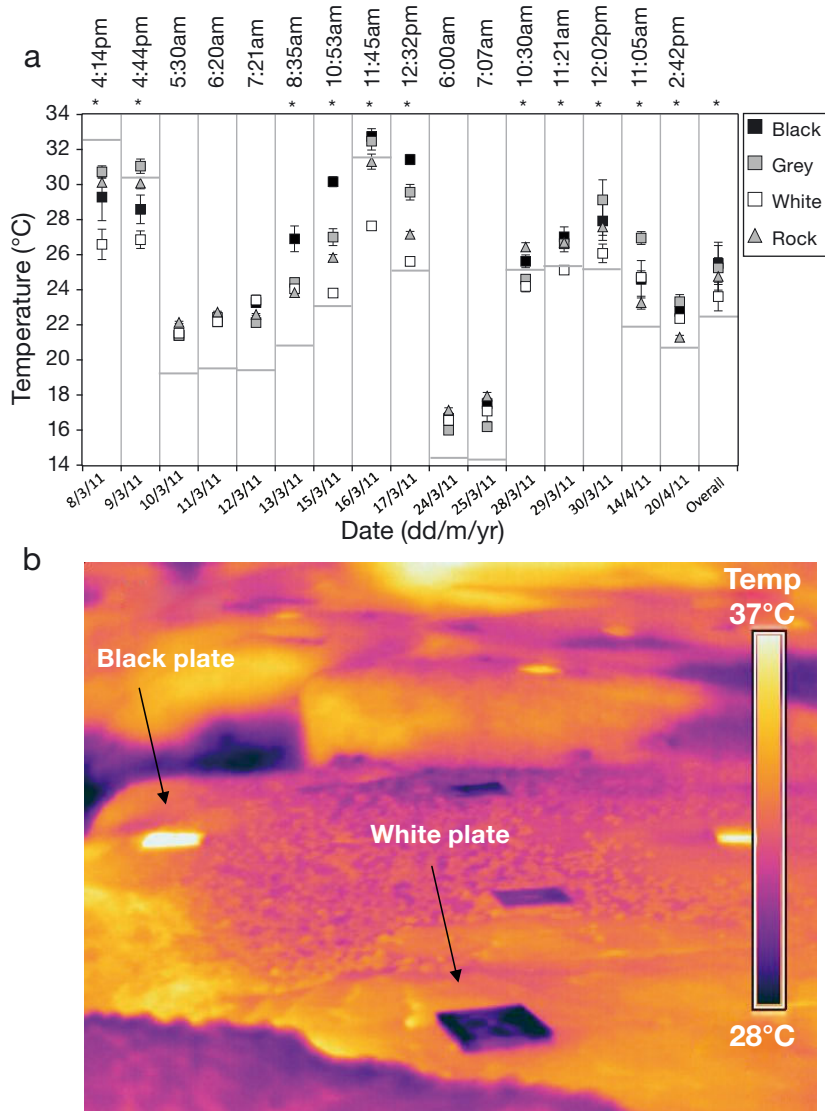 a
4:14pm
4:44pm
5:30am
6:20am
7:21am
8:35am
10:53am
11:45am
12:32pm
6:00am
7:07am
10:30am
11:21am
12:02pm
11:05am
2:42pm
* * * * * * * * * * * *
34
32
30
28
26
24
22
20
18
16
14
Temperature (°C)
Black
Grey
White
Rock
8/3/11
9/3/11
10/3/11
11/3/11
12/3/11
13/3/11
15/3/11
16/3/11
17/3/11
24/3/11
25/3/11
28/3/11
29/3/11
30/3/11
14/4/11
20/4/11
Overall
Date (dd/m/yr)
b
Temp
37°C
Black plate
White plate
28°C